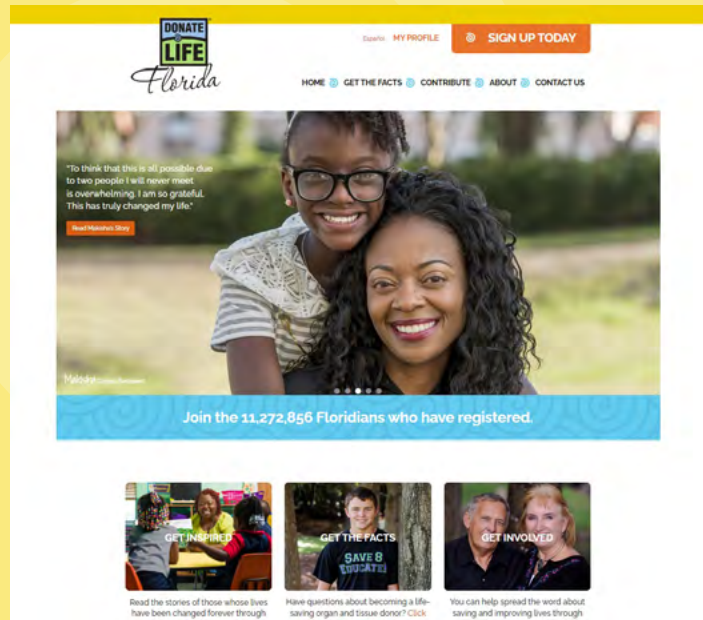 DONATE
LIFE
Florida
Español MY PROFILE SIGN UP TODAY
HOME GET THE FACTS CONTRIBUTE ABOUT CONTACT US
"To think that this is all possible due
to two people I will never meet
is overwhelming. I am so grateful.
This has truly changed my life."
Read Makisha's Story
Join the 11,272,856 Floridians who have registered.
GET INSPIRED
GET THE FACTS
SAVE 8
EDUCATE!
GET INVOLVED
Read the stories of those whose lives
have been changed forever through
Have questions about becoming a life-
saving organ and tissue donor? Click
You can help spread the word about
saving and improving lives through